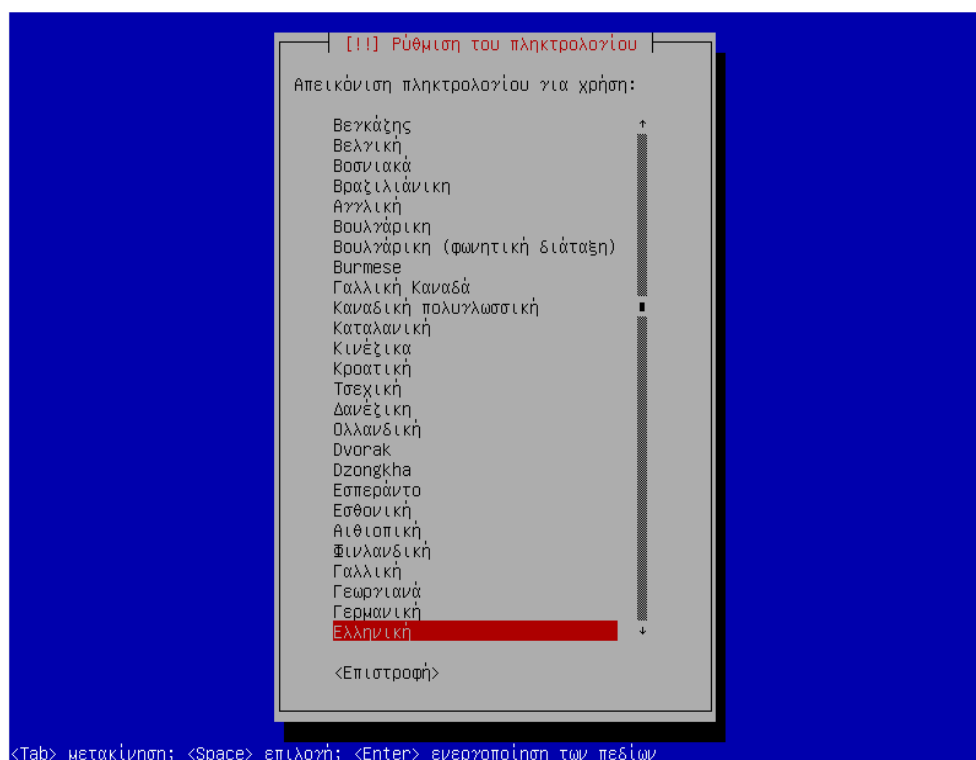 [!!] Ρύθμιση του πληκτρολογίου
Απεικόνιση πληκτρολογίου για χρήση:
Βεγκάζης
Βελγική
Βοσνιακά
Βραζιλιάνικη
Αγγλική
Βουλγάρικη
Βουλγάρικη (φωνητική διάταξη)
Burmese
Γαλλική Καναδά
Καναδική πολυγλωσσική
Καταλανική
Κινέζικα
Κροατική
Τσεχική
Δανέζικη
Ολλανδική
Dvorak
Dzongkha
Εσπεράντο
Εσθονική
Αιθιοπική
Φινλανδική
Γαλλική
Γεωργιανά
Γερμανική
Ελληνική
<Επιστροφή>
<Tab> μετακίνηση; <Space> επιλογή; <Enter> ενεργοποίηση των πεδίων